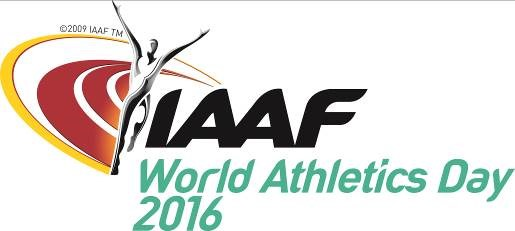 ©2009 IAAF TM
IAAF
World Athletics Day
2016